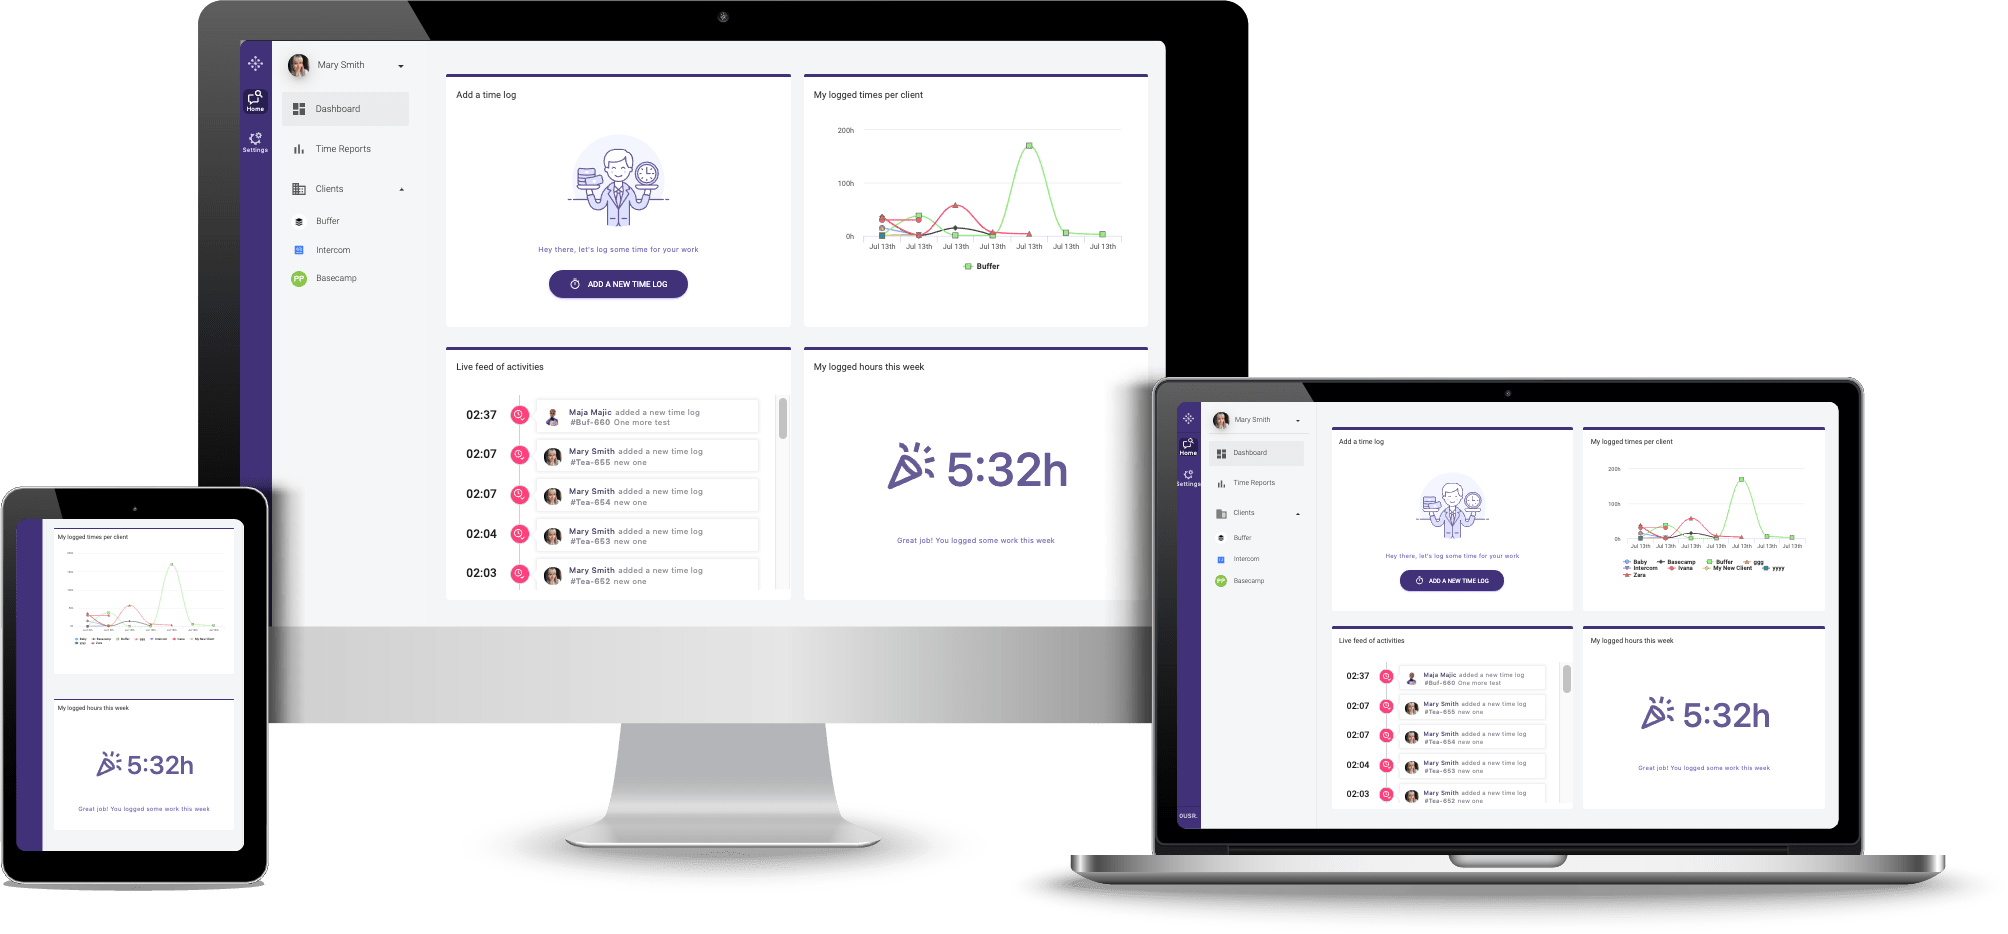 Mary Smith
Home
Settings
Dashboard
Time Reports
Clients
Buffer
Intercom
PP Basecamp
Add a time log
Hey there, let's log some time for your work
ADD A NEW TIME LOG
My logged times per client
200h
100h
0h
Jul 13th Jul 13th Jul 13th Jul 13th Jul 13th Jul 13th Jul 13th
Buffer
Live feed of activities
02:37 Maja Majic added a new time log
#Buf-660 One more test
02:07 Mary Smith added a new time log
#Tea-655 new one
02:07 Mary Smith added a new time log
#Tea-654 new one
02:04 Mary Smith added a new time log
#Tea-653 new one
02:03 Mary Smith added a new time log
#Tea-652 new one
My logged hours this week
5:32h
Great job! You logged some work this week
My logged times per client
Baby Basecamp Buffer ggg Intercom Ivana My New Client
yyyy Zara
My logged hours this week
5:32h
Great job! You logged some work this week
Mary Smith
Home
Settings
Dashboard
Time Reports
Clients
Buffer
Intercom
PP Basecamp
0USR.
Add a time log
Hey there, let's log some time for your work
ADD A NEW TIME LOG
My logged times per client
200h
100h
0h
Jul 13th Jul 13th Jul 13th Jul 13th Jul 13th Jul 13th Jul 13th
Baby Basecamp Buffer ggg
Intercom Ivana My New Client yyyy
Zara
Live feed of activities
02:37 Maja Majic added a new time log
#Buf-660 One more test
02:07 Mary Smith added a new time log
#Tea-655 new one
02:07 Mary Smith added a new time log
#Tea-654 new one
02:04 Mary Smith added a new time log
#Tea-653 new one
02:03 Mary Smith added a new time log
#Tea-652 new one
My logged hours this week
5:32h
Great job! You logged some work this week